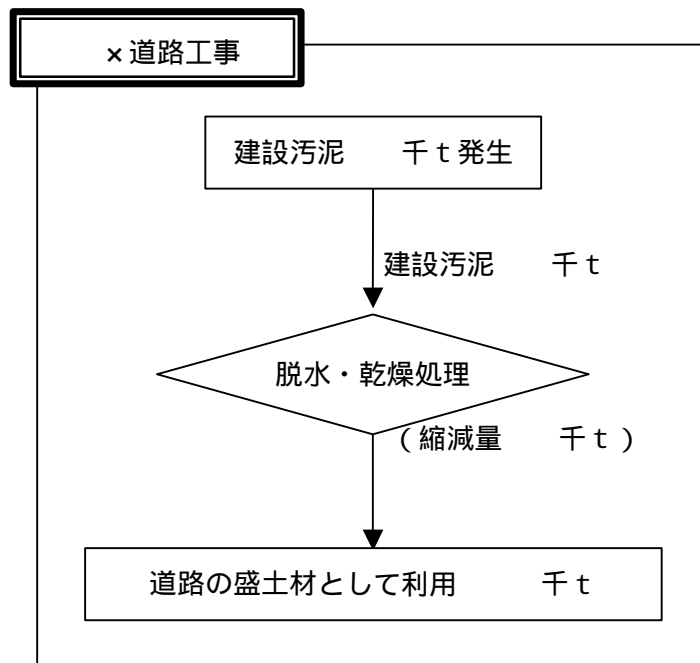 ×道路工事
建設汚泥　　千ｔ発生
建設汚泥　　千ｔ
脱水・乾燥処理
(縮減量　　千ｔ)
道路の盛土材として利用　　　千ｔ